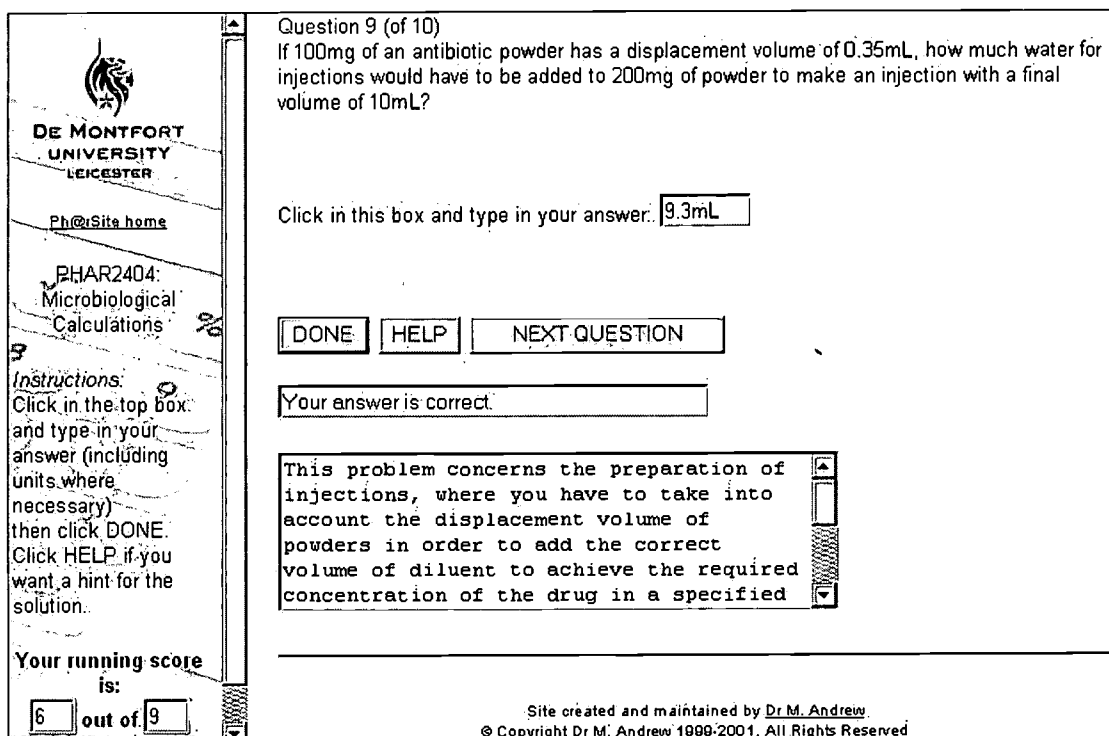 DE MONTFORT
UNIVERSITY
LEICESTER
Ph@rSite home
PHAR2404:
Microbiological
Calculations
Instructions:
Click in the top box
and type in your
answer (including
units where
necessary)
then click DONE.
Click HELP if you
want a hint for the
solution.
Your running score
is:
6 out of 9
Question 9 (of 10)
If 100mg of an antibiotic powder has a displacement volume of 0.35mL, how much water for
injections would have to be added to 200mg of powder to make an injection with a final
volume of 10mL?
Click in this box and type in your answer: 9.3mL
DONE HELP NEXT QUESTION
Your answer is correct.
This problem concerns the preparation of
injections, where you have to take into
account the displacement volume of
powders in order to add the correct
volume of diluent to achieve the required
concentration of the drug in a specified
Site created and maintained by Dr M. Andrew
© Copyright Dr M. Andrew 1999-2001. All Rights Reserved